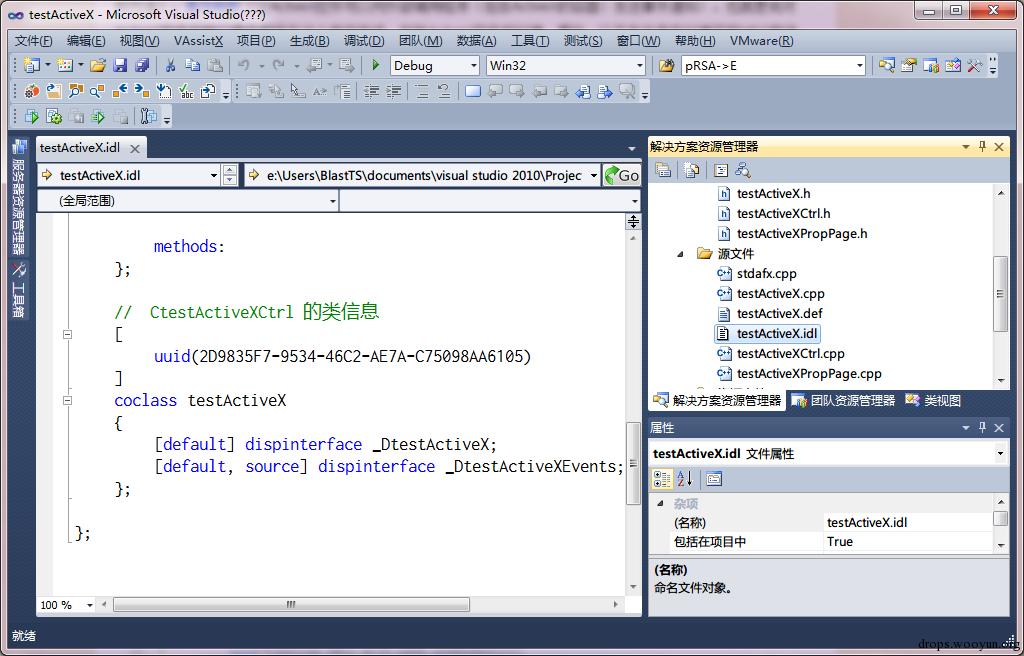 testActiveX - Microsoft Visual Studio(???)
文件(F) 编辑(E) 视图(V) VAssistX 项目(P) 生成(B) 调试(D) 团队(M) 数据(A) 工具(T) 测试(S) 窗口(W) 帮助(H) VMware(R)
Debug Win32 pRSA->E
服务器资源管理器
工具箱
testActiveX.idl
testActiveX.idl e:\Users\BlastTS\documents\visual studio 2010\Projec Go
(全局范围)
methods:
};
// CtestActiveXCtrl 的类信息
[
uuid(2D9835F7-9534-46C2-AE7A-C75098AA6105)
]
coclass testActiveX
{
[default] dispinterface _DtestActiveX;
[default, source] dispinterface _DtestActiveXEvents;
};
};
100 %
解决方案资源管理器
testActiveX.h
testActiveXCtrl.h
testActiveXPropPage.h
源文件
stdafx.cpp
testActiveX.cpp
testActiveX.def
testActiveX.idl
testActiveXCtrl.cpp
testActiveXPropPage.cpp
解决方案资源管理器 团队资源管理器 类视图
属性
testActiveX.idl 文件属性
杂项
(名称) testActiveX.idl
包括在项目中 True
(名称)
命名文件对象。
就绪
drops.wooyun.org